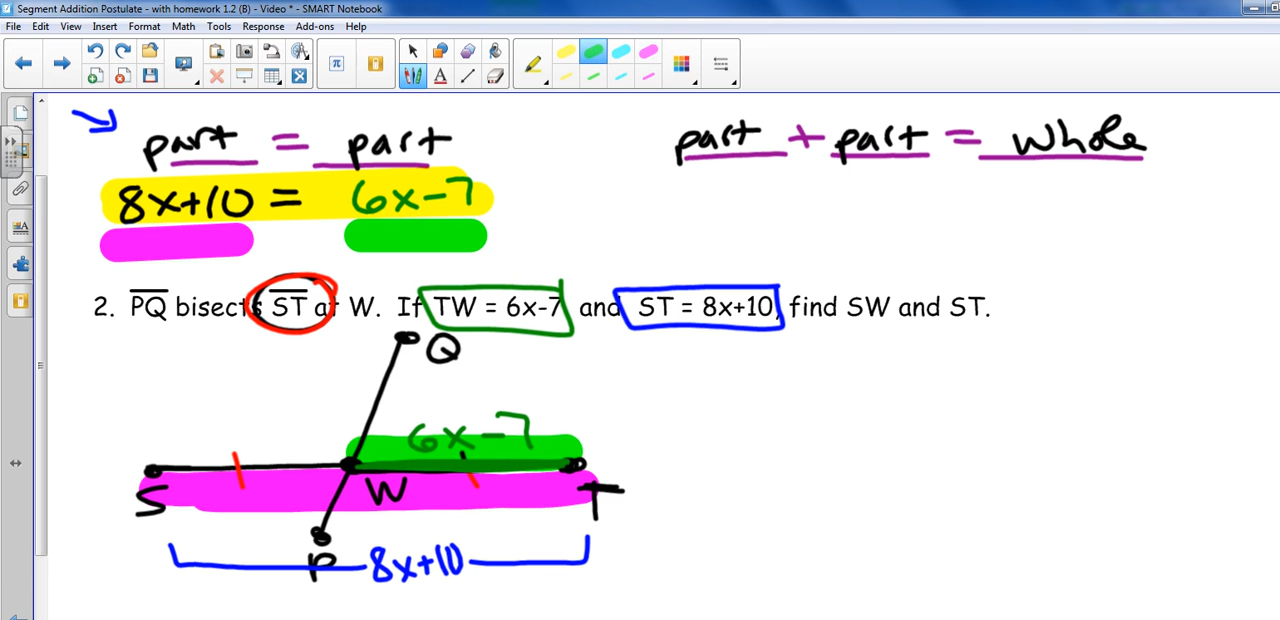 Segment Addition Postulate - with homework 1.2 (B) - Video * - SMART Notebook
File Edit View Insert Format Math Tools Response Add-ons Help
part = part
part + part = whole
8x+10 = 6x-7
2. PQ bisects ST at W. If TW = 6x-7 and ST = 8x+10, find SW and ST.
Q
6x-7
S W T
P
8x+10